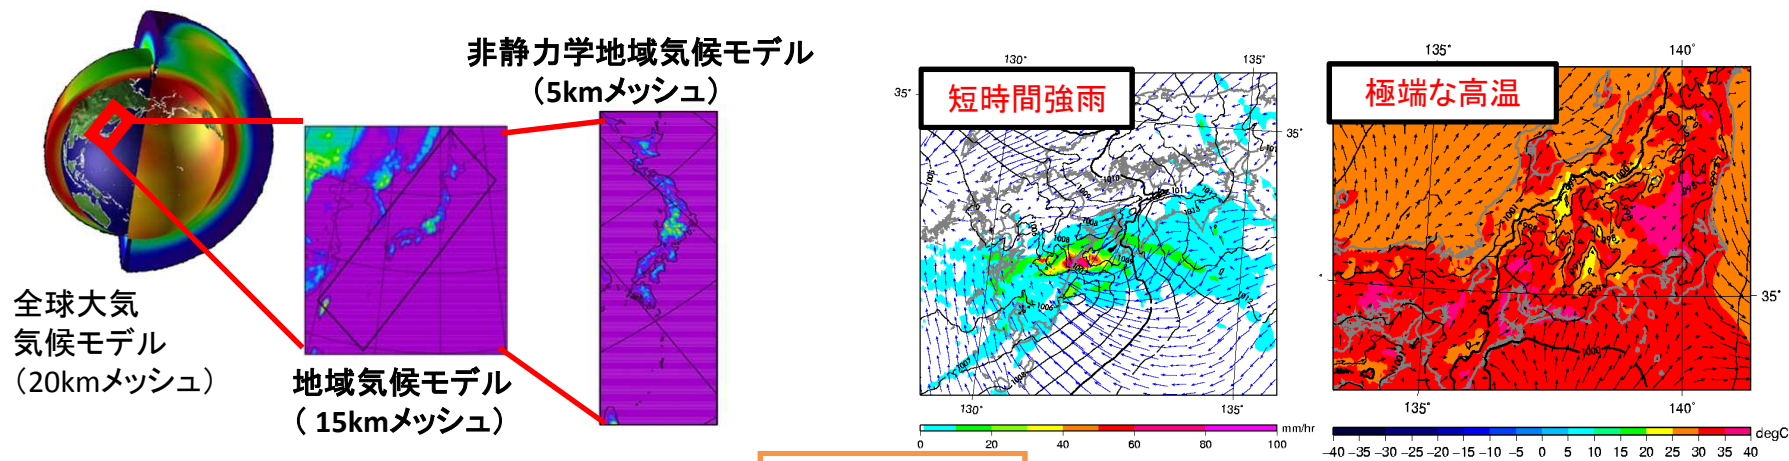 非静力学地域気候モデル
（5kmメッシュ）
全球大気
気候モデル
（20kmメッシュ）
地域気候モデル
（ 15kmメッシュ）
短時間強雨
130°
135°
35°
35°
130°
135°
0 20 40 60 80 100
mm/hr
極端な高温
135°
140°
35°
135°
140°
−40 −35 −30 −25 −20 −15 −10 −5 0 5 10 15 20 25 30 35 40
degC